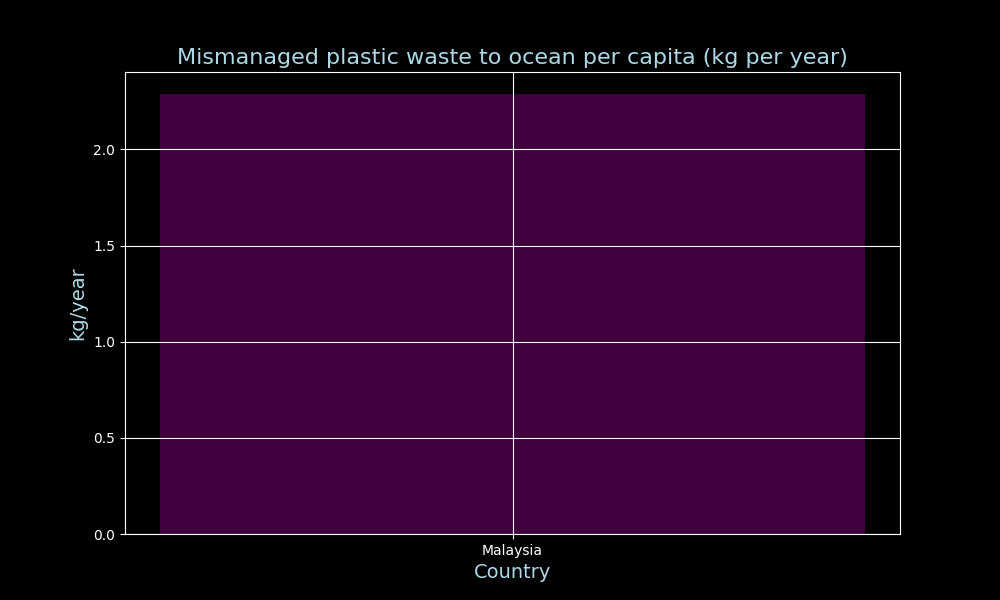 Mismanaged plastic waste to ocean per capita (kg per year)
2.0
1.5
1.0
0.5
0.0
kg/year
Malaysia
Country